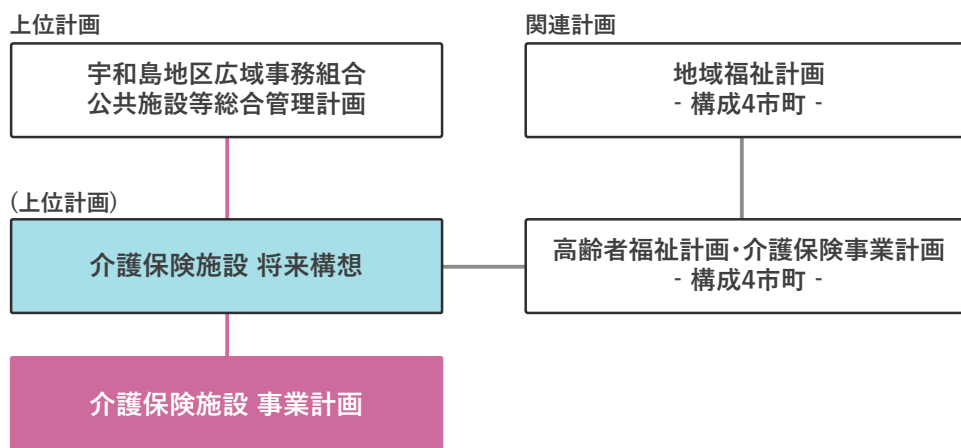 上位計画
宇和島地区広域事務組合
公共施設等総合管理計画
関連計画
地域福祉計画
- 構成4市町 -
(上位計画)
介護保険施設 将来構想
高齢者福祉計画・介護保険事業計画
- 構成4市町 -
介護保険施設 事業計画